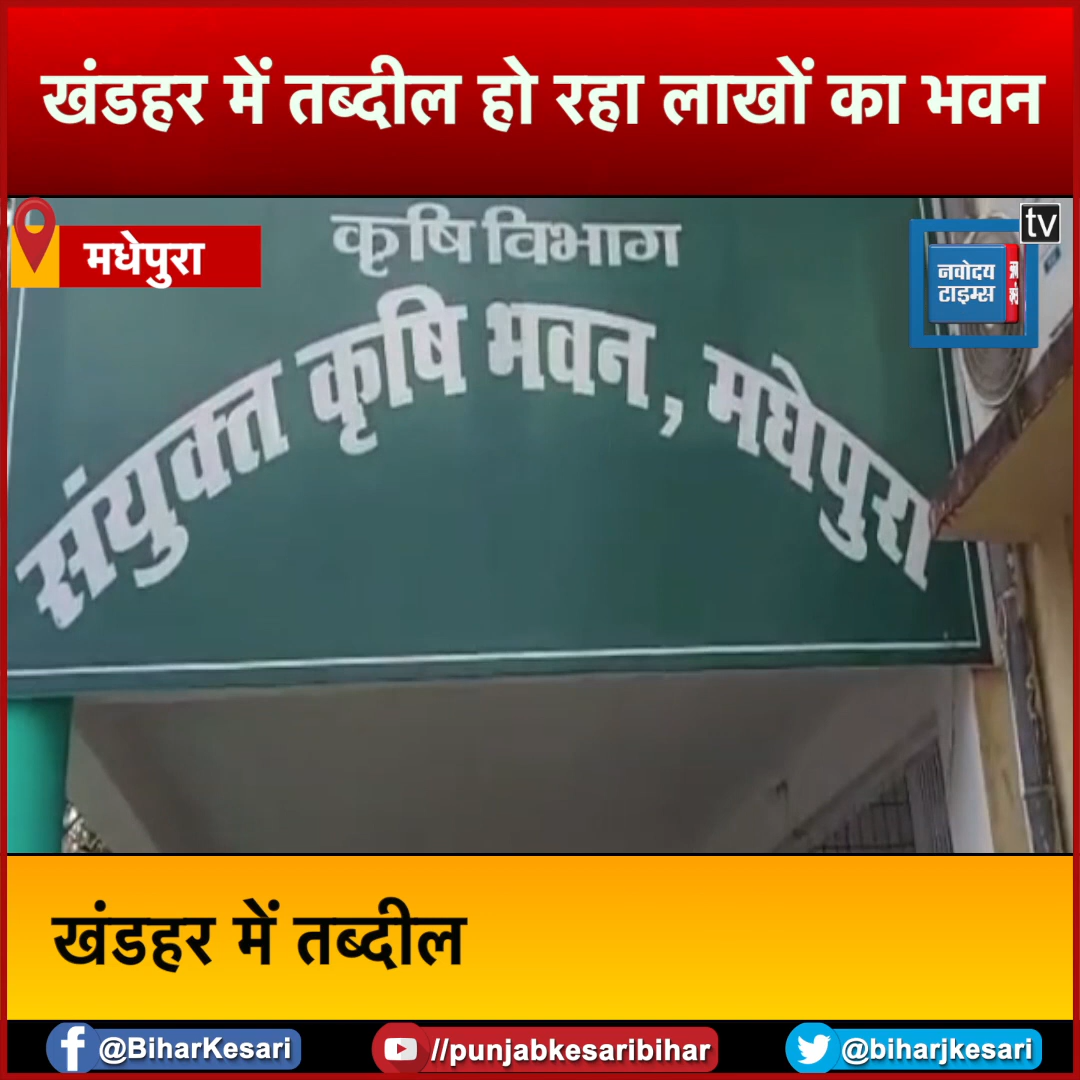 खंडहर में तब्दील हो रहा लाखों का भवन
मधेपुरा
tv
नवोदय
टाइम्स
कृषि विभाग
संयुक्त कृषि भवन, मधेपुरा
खंडहर में तब्दील
@BiharKesari
//punjabkesaribihar
@biharjkesari